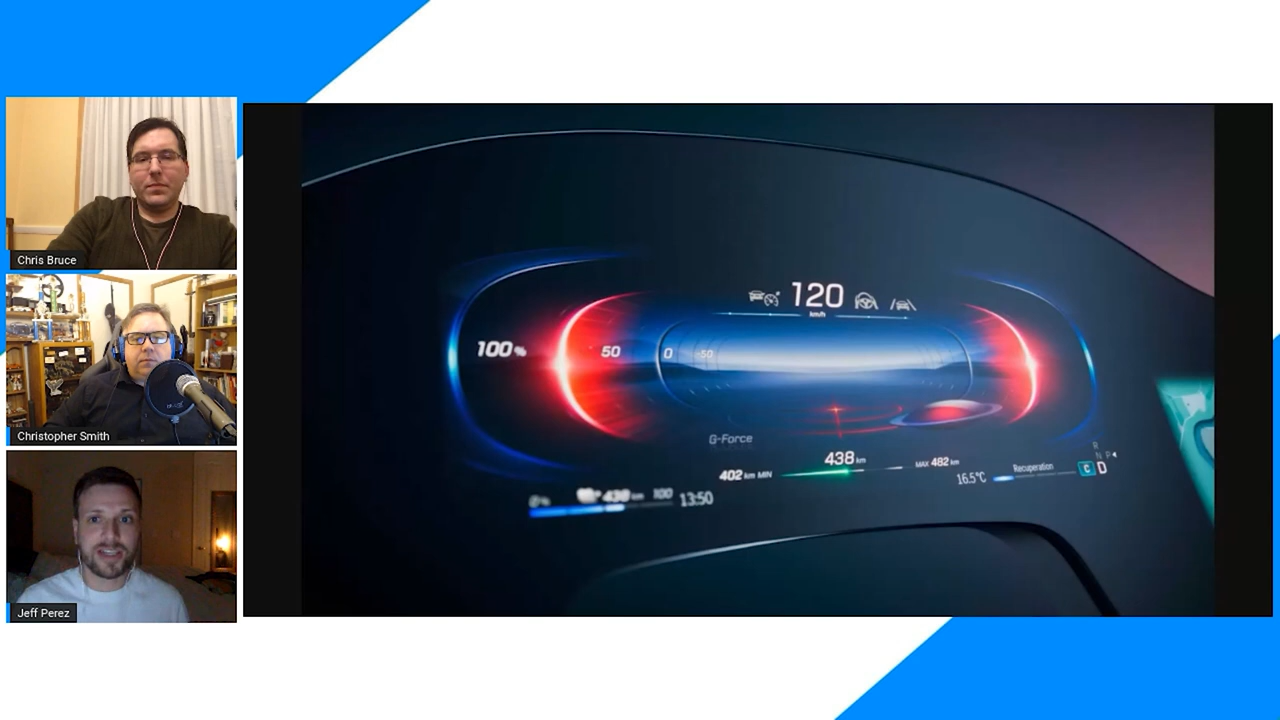 Chris Bruce
Christopher Smith
Jeff Perez
120
km/h
100%
50
0
-50
G-Force
438 km
402 km MIN
MAX 482 km
16.5°C
Recuperation
R
N P
C D
438 km
100
13:50